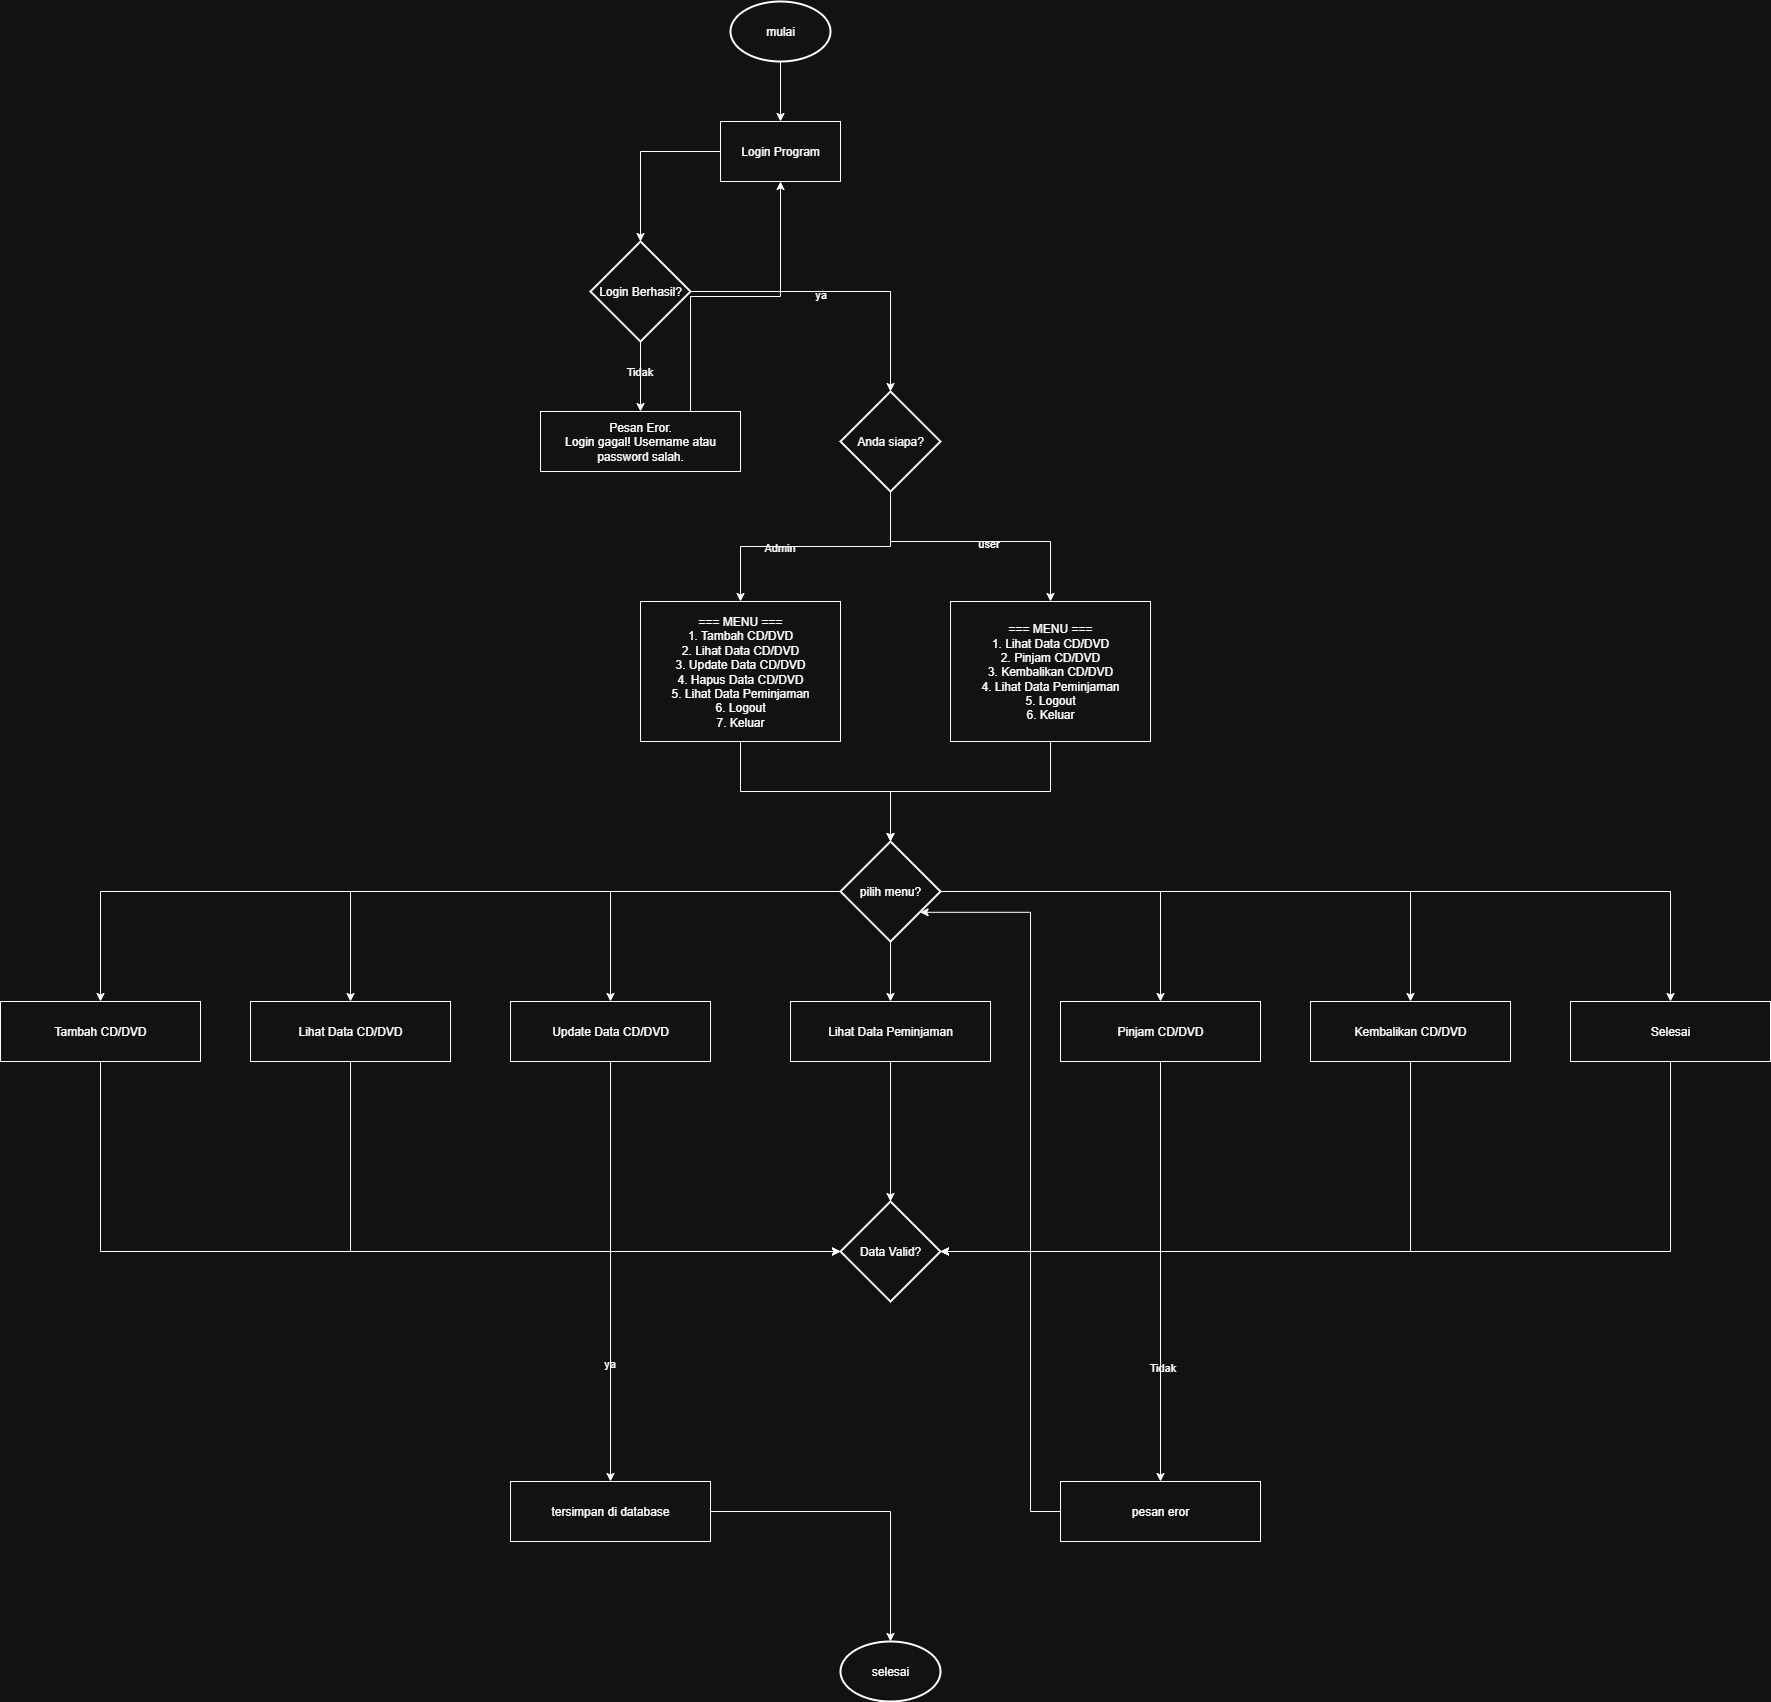 mulai
Login Program
Login Berhasil?
ya
Tidak
Pesan Eror.
Login gagal! Username atau
password salah.
Anda siapa?
Admin
user
=== MENU ===
1. Tambah CD/DVD
2. Lihat Data CD/DVD
3. Update Data CD/DVD
4. Hapus Data CD/DVD
5. Lihat Data Peminjaman
6. Logout
7. Keluar
=== MENU ===
1. Lihat Data CD/DVD
2. Pinjam CD/DVD
3. Kembalikan CD/DVD
4. Lihat Data Peminjaman
5. Logout
6. Keluar
pilih menu?
Tambah CD/DVD
Lihat Data CD/DVD
Update Data CD/DVD
Lihat Data Peminjaman
Pinjam CD/DVD
Kembalikan CD/DVD
Selesai
Data Valid?
ya
Tidak
tersimpan di database
pesan eror
selesai